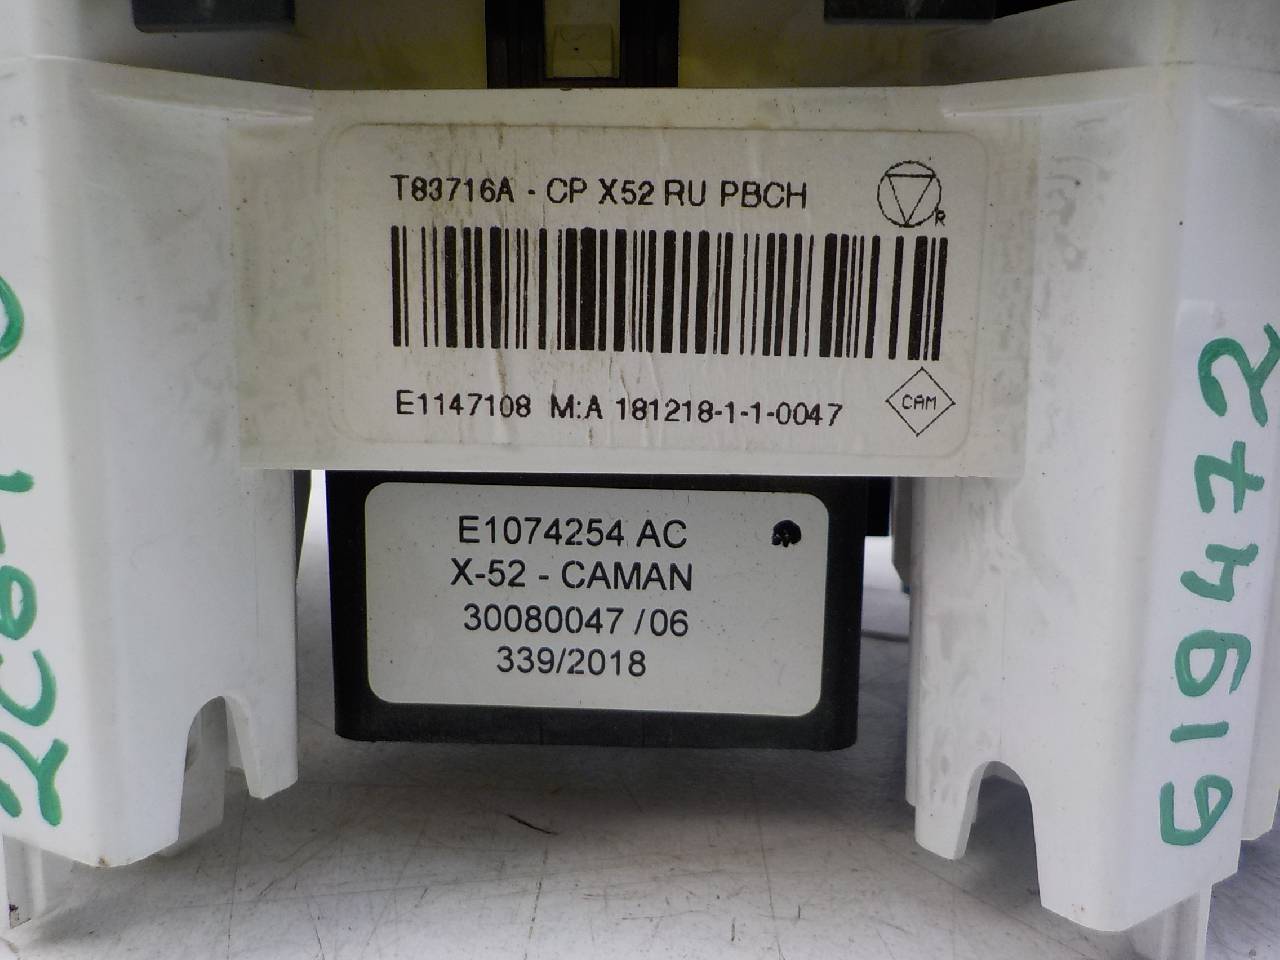 T83716A - CP X52 RU PBCH
R
E1147108 M:A 181218-1-1-0047
CAM
E1074254 AC
X-52 - CAMAN
30080047 /06
339/2018
619472